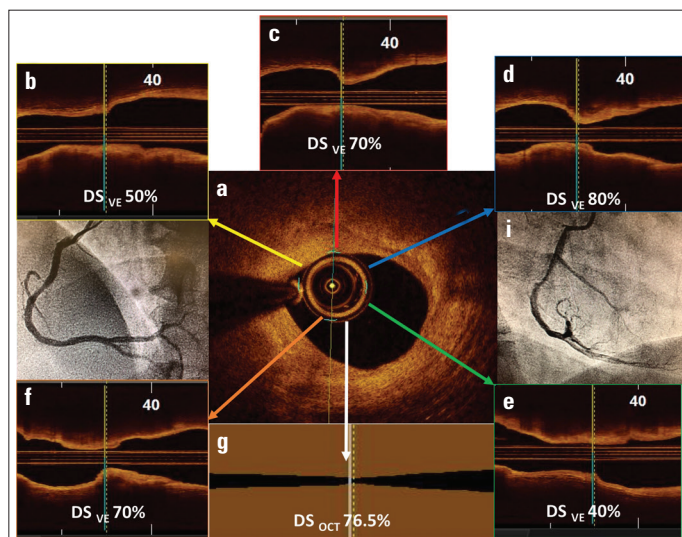 c
40
DS VE 70%
b
40
DS VE 50%
d
40
DS VE 80%
a
i
f
40
DS VE 70%
g
DS OCT 76.5%
40
e
DS VE 40%